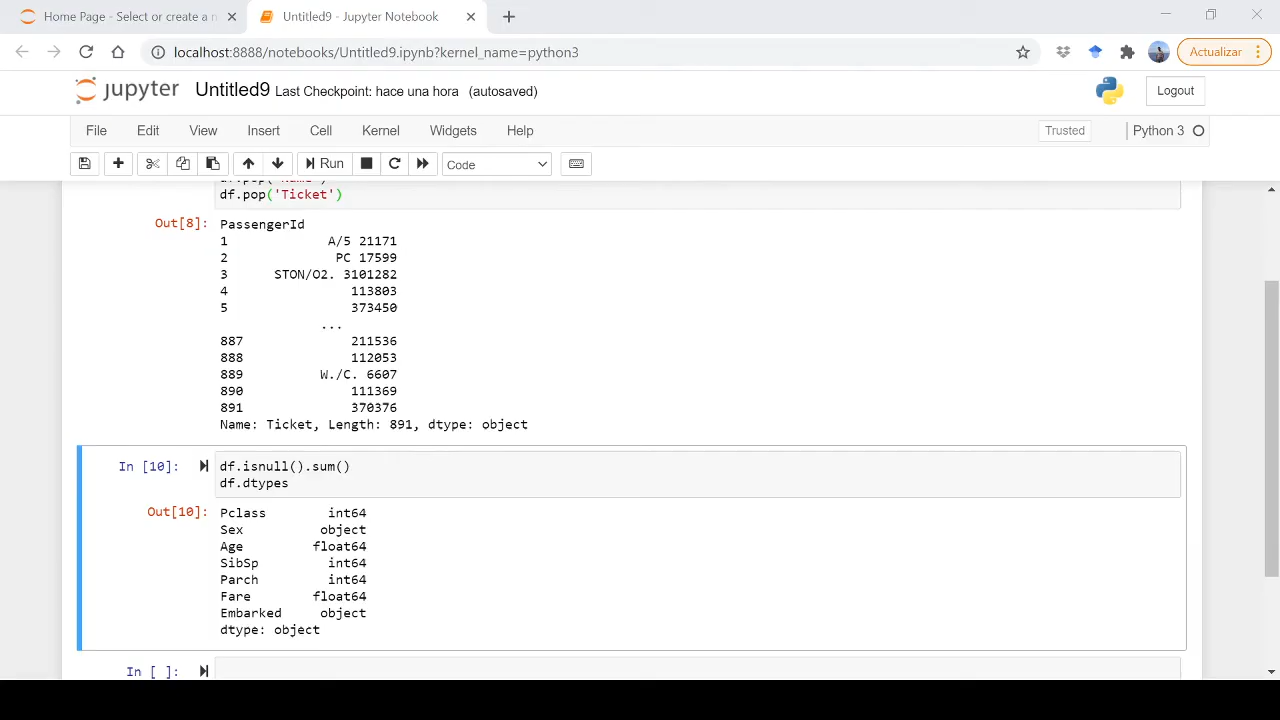 Home Page - Select or create a n
Untitled9 - Jupyter Notebook
localhost:8888/notebooks/Untitled9.ipynb?kernel_name=python3
Actualizar
jupyter Untitled9 Last Checkpoint: hace una hora (autosaved)
Logout
File Edit View Insert Cell Kernel Widgets Help
Trusted
Python 3
Run
Code
df.pop('Name')
df.pop('Ticket')
Out[8]: PassengerId
1 A/5 21171
2 PC 17599
3 STON/O2. 3101282
4 113803
5 373450
...
887 211536
888 112053
889 W./C. 6607
890 111369
891 370376
Name: Ticket, Length: 891, dtype: object
In [10]: df.isnull().sum()
df.dtypes
Out[10]: Pclass int64
Sex object
Age float64
SibSp int64
Parch int64
Fare float64
Embarked object
dtype: object
In [ ]: